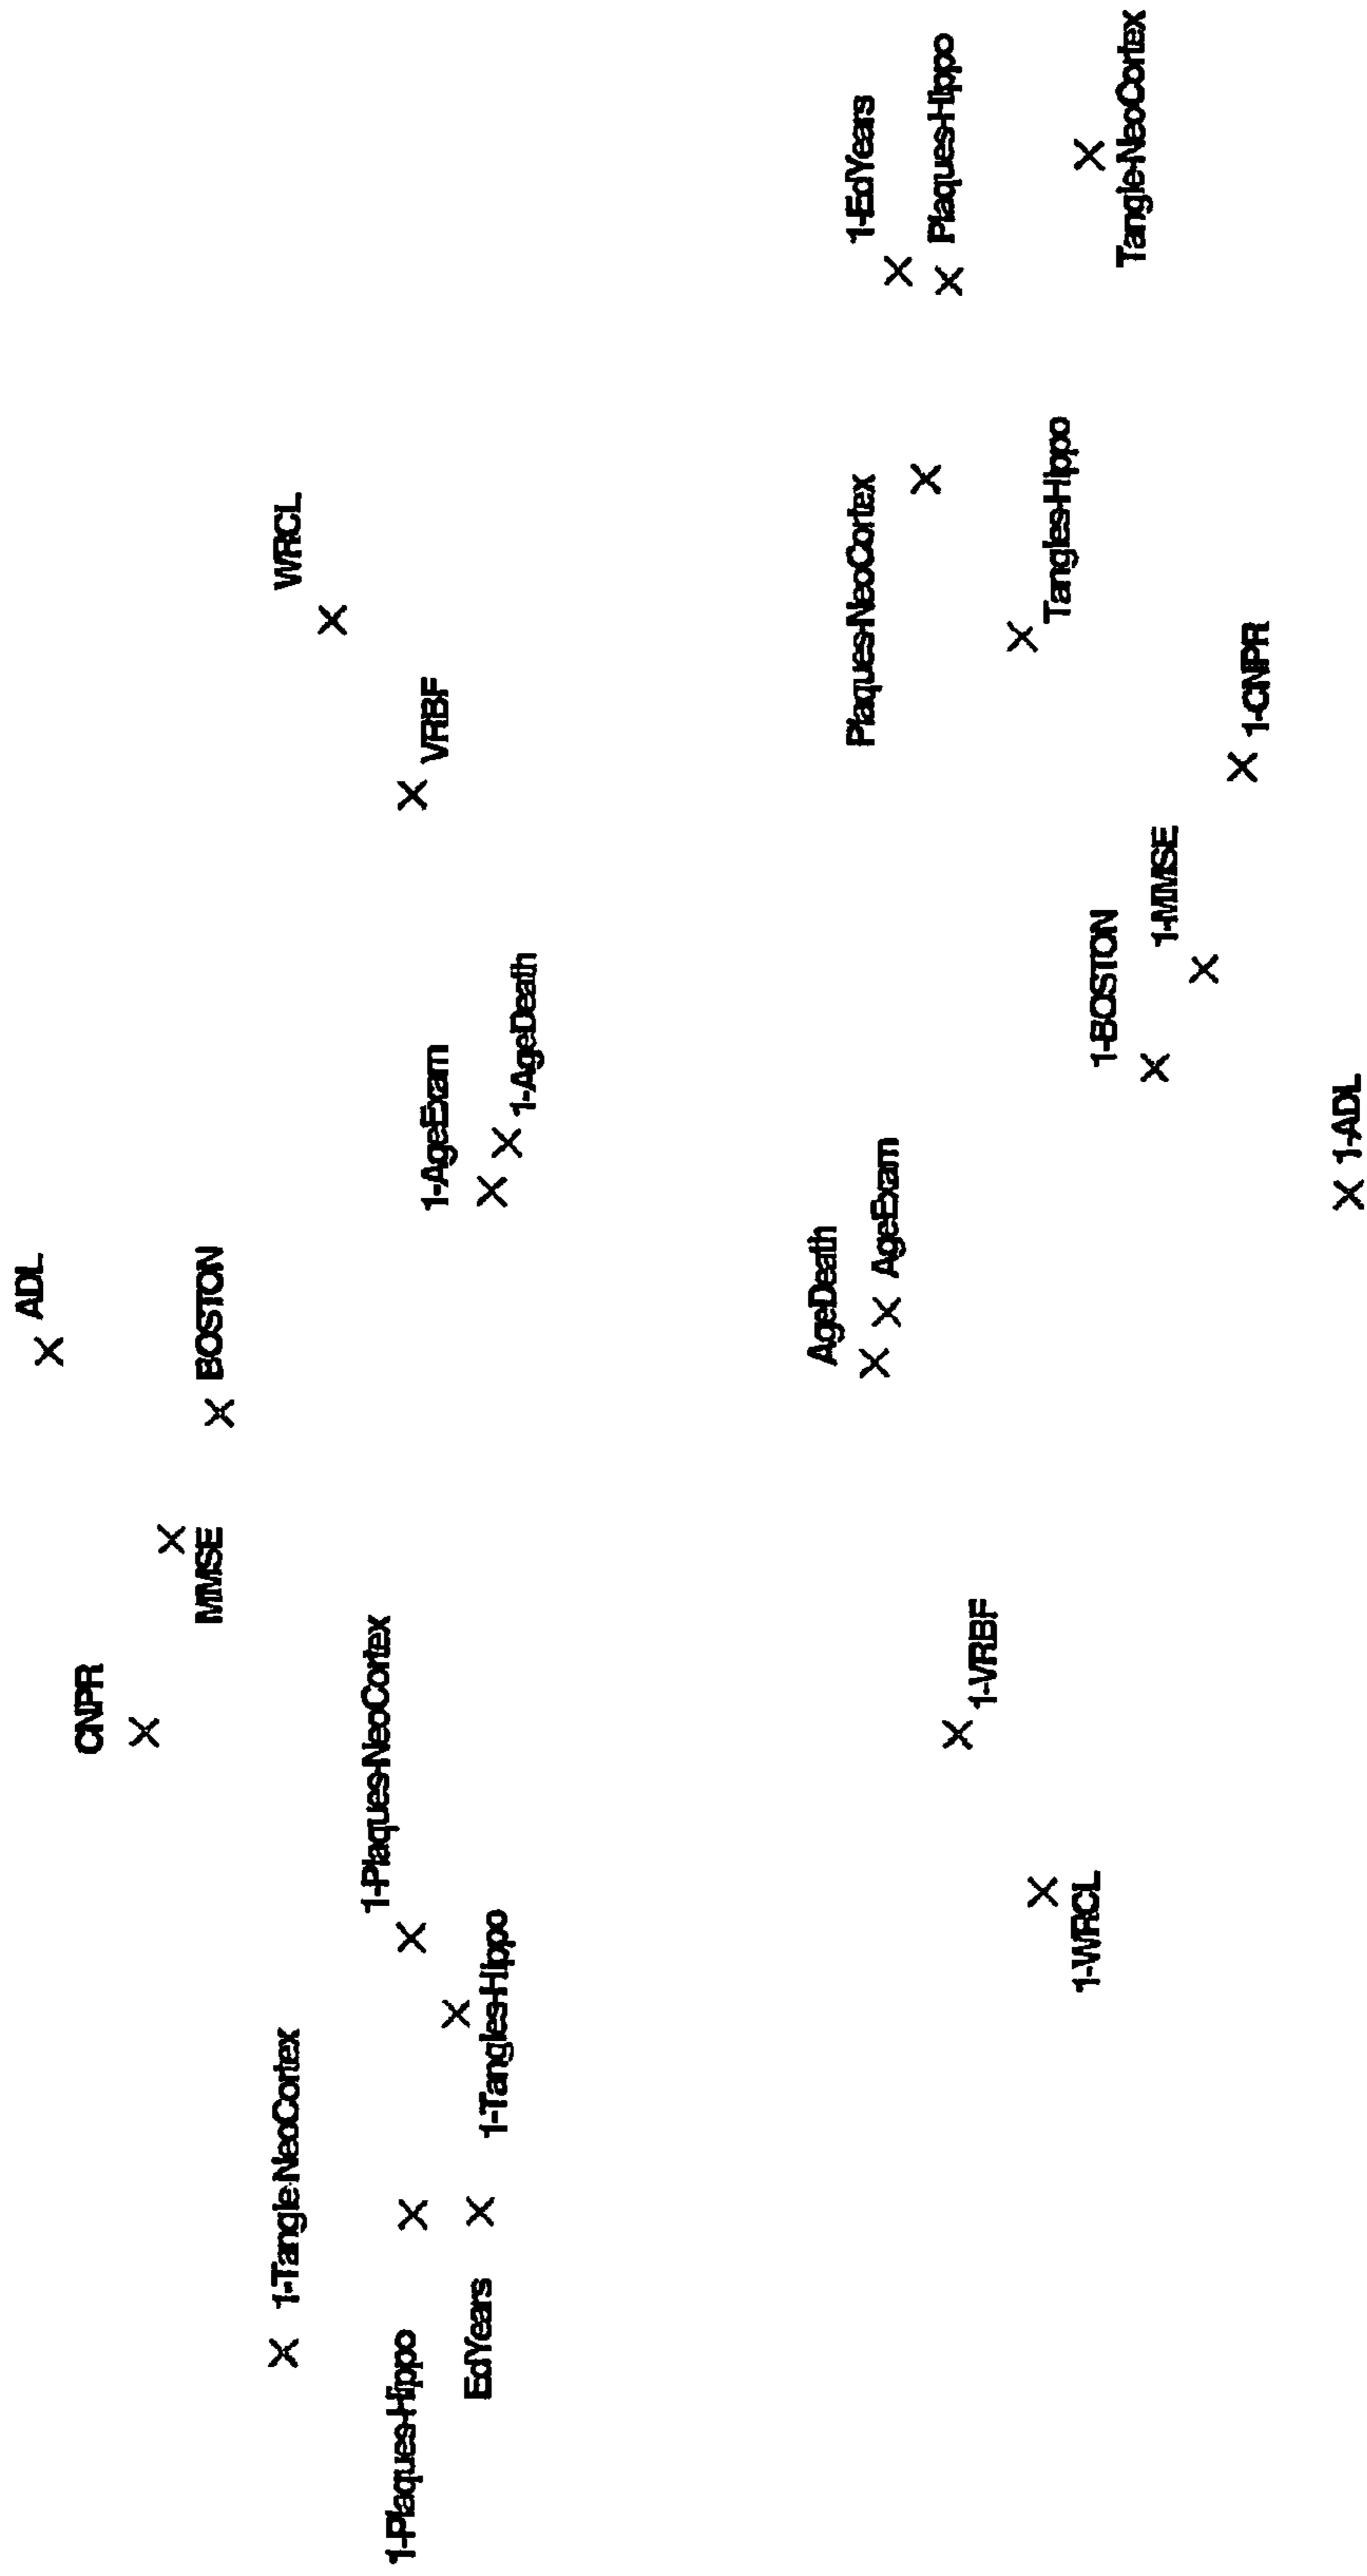 ADL
CNPR
MMSE
BOSTON
WRCL
1-Tangle-NeoCortex
1-Plaques-NeoCortex
1-Plaques-Hippo
EdYears
1-Tangles-Hippo
1-AgeExam
1-AgeDeath
VRBF
AgeDeath
AgeExam
Plaques-NeoCortex
1-EdYears
Plaques-Hippo
1-VRBF
1-WRCL
Tangles-Hippo
Tangle-NeoCortex
1-BOSTON
1-MMSE
1-CNPR
1-ADL